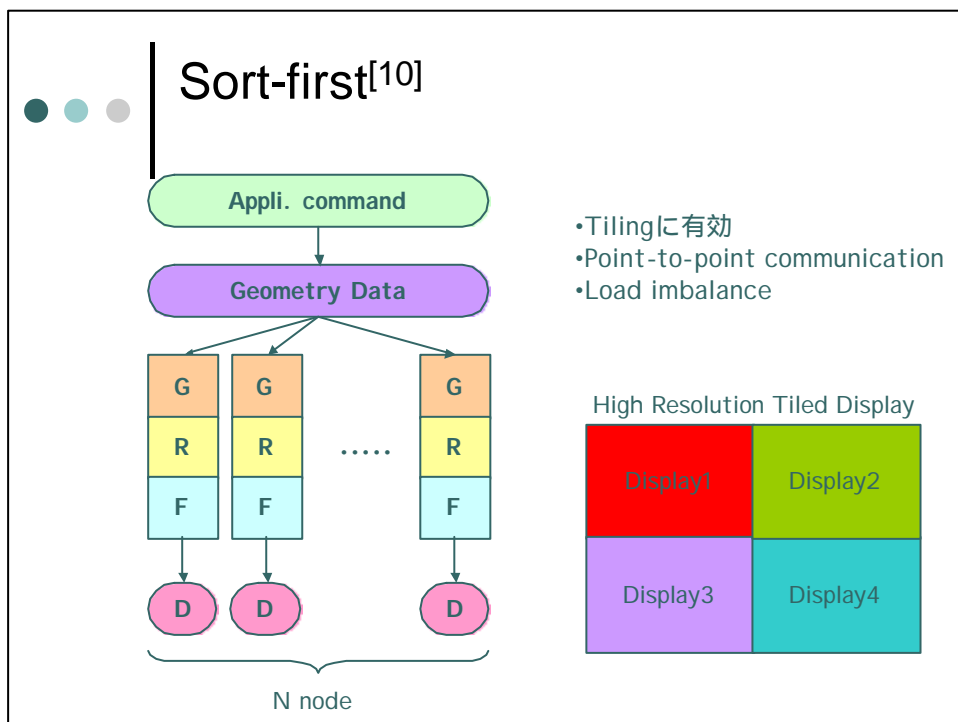 Sort-first[10]
Appli. command
Geometry Data
G G G
R R ..... R
F F F
D D D
N node
•Tilingに有効
•Point-to-point communication
•Load imbalance
High Resolution Tiled Display
Display1 Display2
Display3 Display4